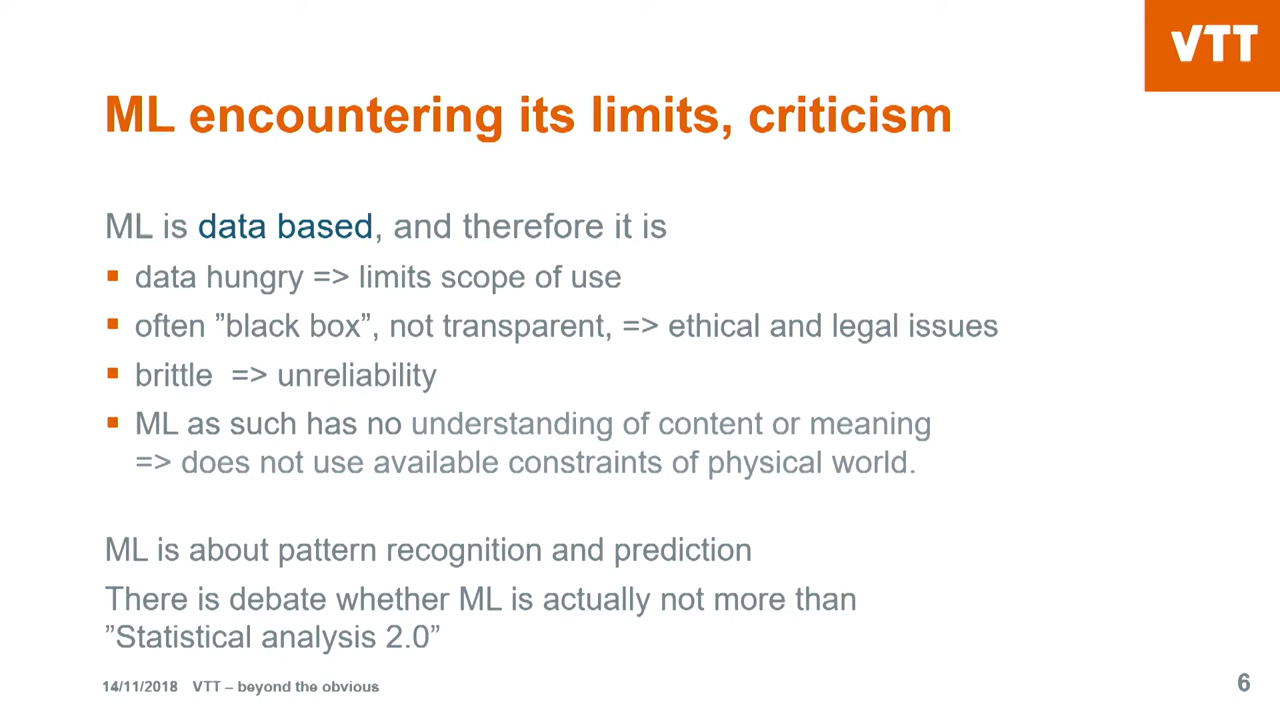 VTT
ML encountering its limits, criticism
ML is data based, and therefore it is
▪ data hungry => limits scope of use
▪ often ”black box”, not transparent, => ethical and legal issues
▪ brittle => unreliability
▪ ML as such has no understanding of content or meaning
=> does not use available constraints of physical world.
ML is about pattern recognition and prediction
There is debate whether ML is actually not more than
”Statistical analysis 2.0”
14/11/2018 VTT – beyond the obvious
6